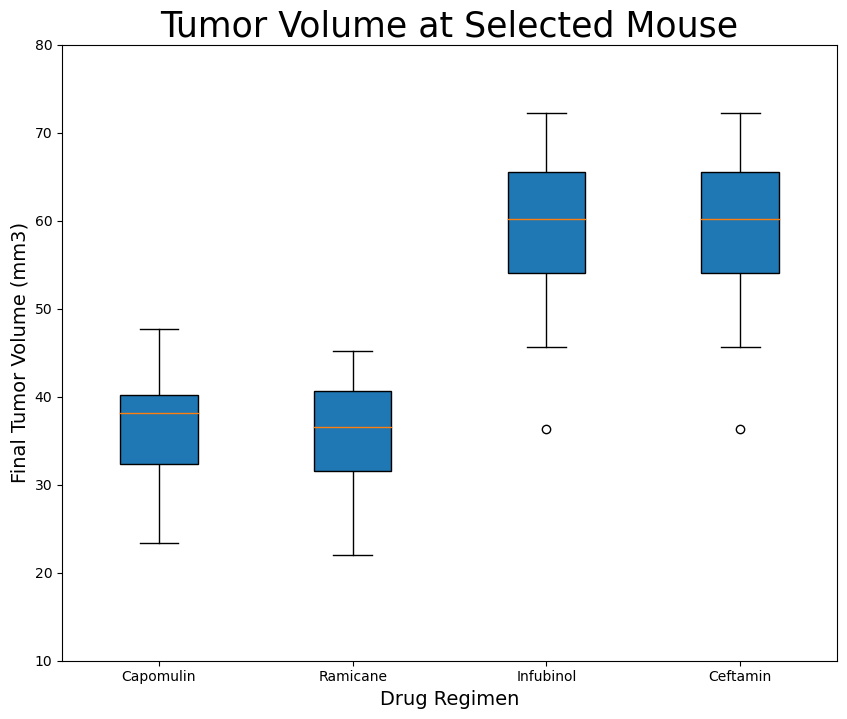 Tumor Volume at Selected Mouse
80
70
60
50
40
30
20
10
Final Tumor Volume (mm3)
Capomulin Ramicane Infubinol Ceftamin
Drug Regimen